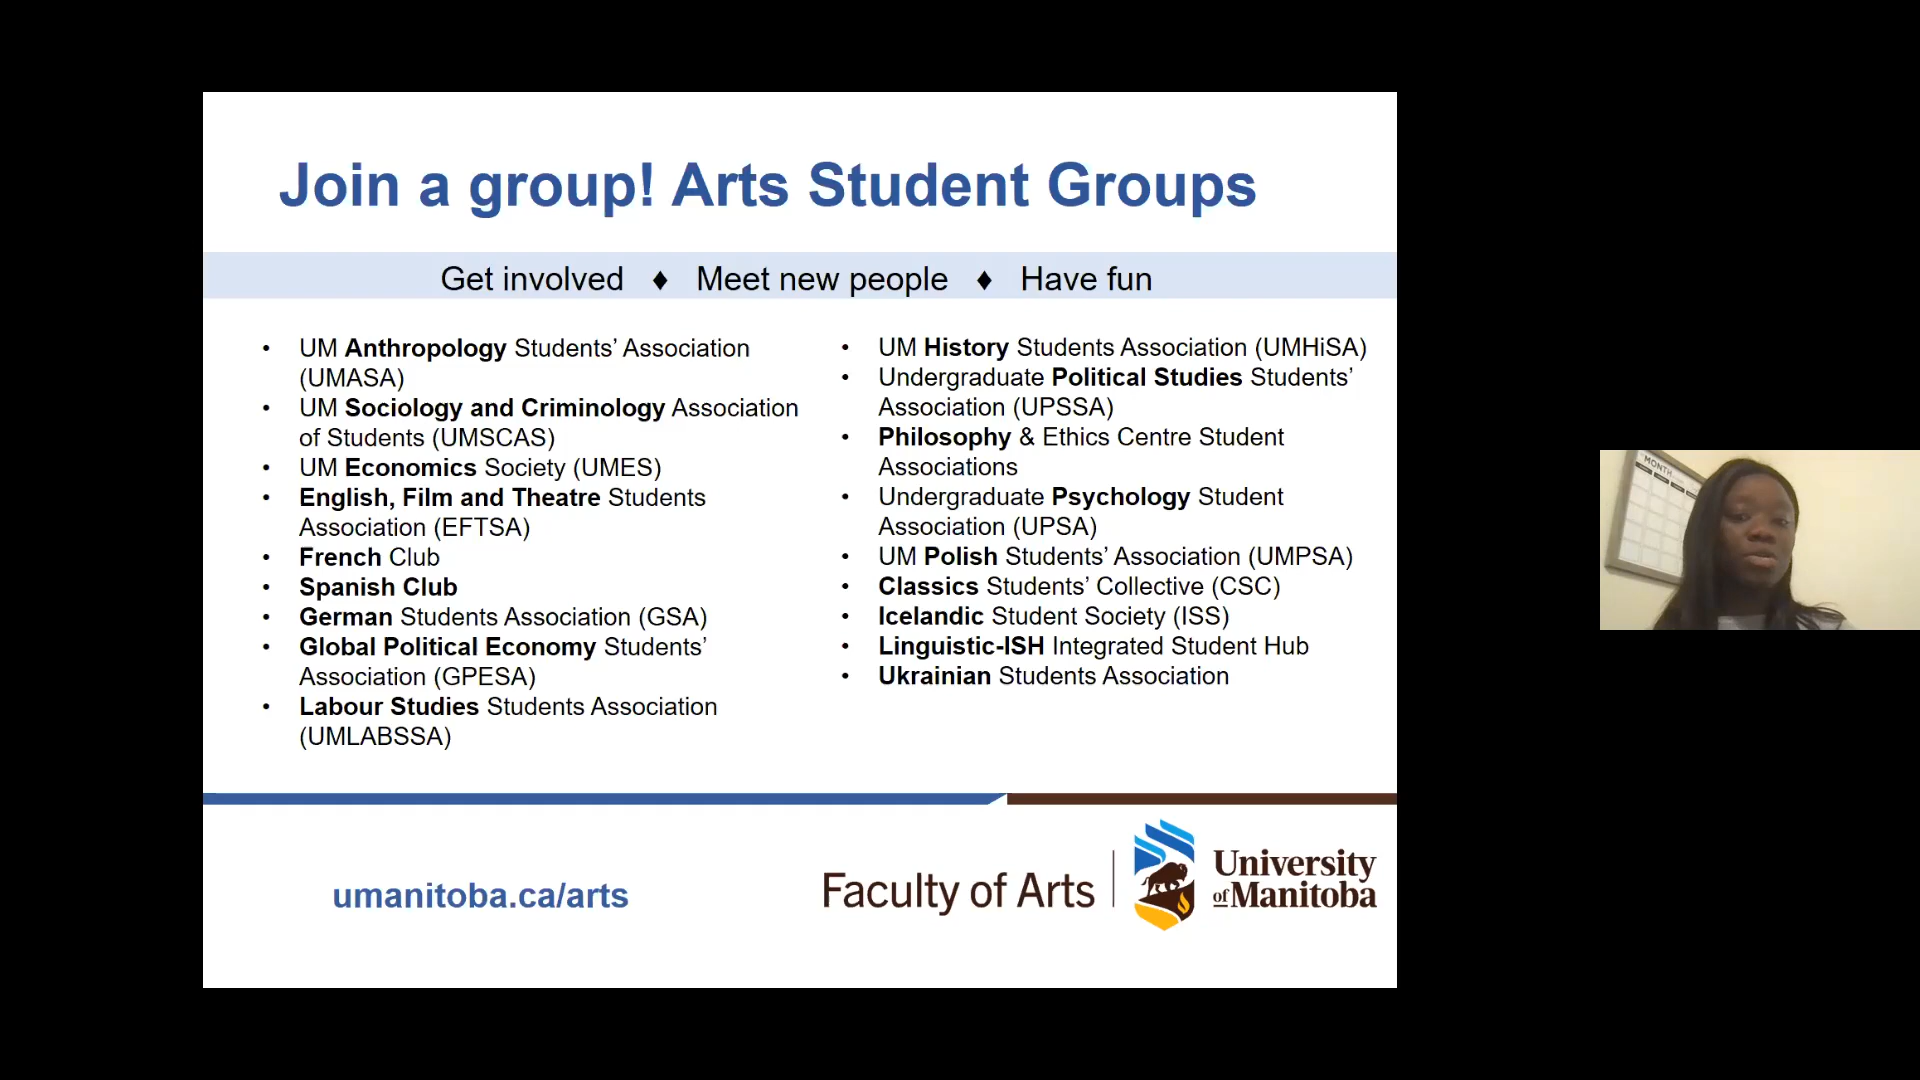 Join a group! Arts Student Groups
Get involved ♦ Meet new people ♦ Have fun
• UM Anthropology Students’ Association
(UMASA)
• UM Sociology and Criminology Association
of Students (UMSCAS)
• UM Economics Society (UMES)
• English, Film and Theatre Students
Association (EFTSA)
• French Club
• Spanish Club
• German Students Association (GSA)
• Global Political Economy Students’
Association (GPESA)
• Labour Studies Students Association
(UMLABSSA)
• UM History Students Association (UMHiSA)
• Undergraduate Political Studies Students’
Association (UPSSA)
• Philosophy & Ethics Centre Student
Associations
• Undergraduate Psychology Student
Association (UPSA)
• UM Polish Students’ Association (UMPSA)
• Classics Students’ Collective (CSC)
• Icelandic Student Society (ISS)
• Linguistic-ISH Integrated Student Hub
• Ukrainian Students Association
umanitoba.ca/arts
Faculty of Arts
University
of Manitoba
MONTH